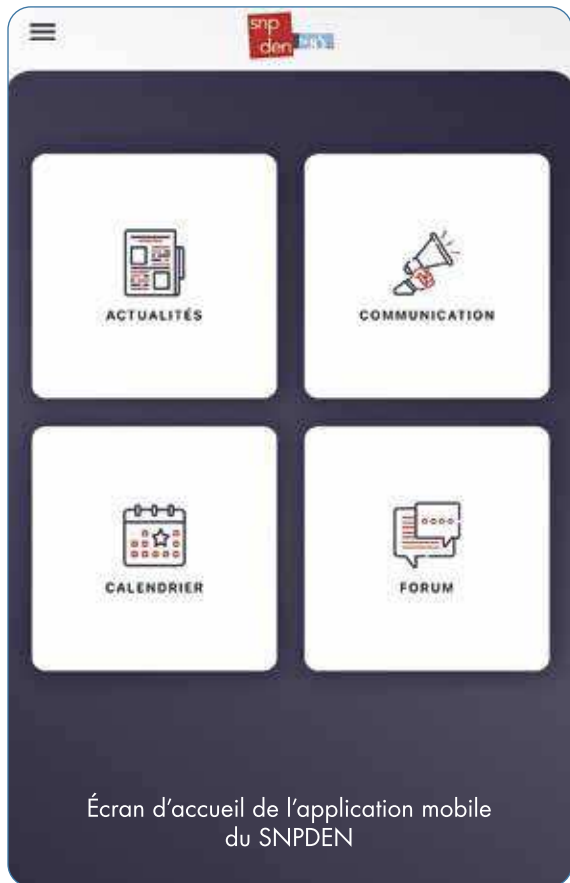 snp
den
ACTUALITÉS
COMMUNICATION
CALENDRIER
FORUM
Écran d'accueil de l'application mobile
du SNPDEN